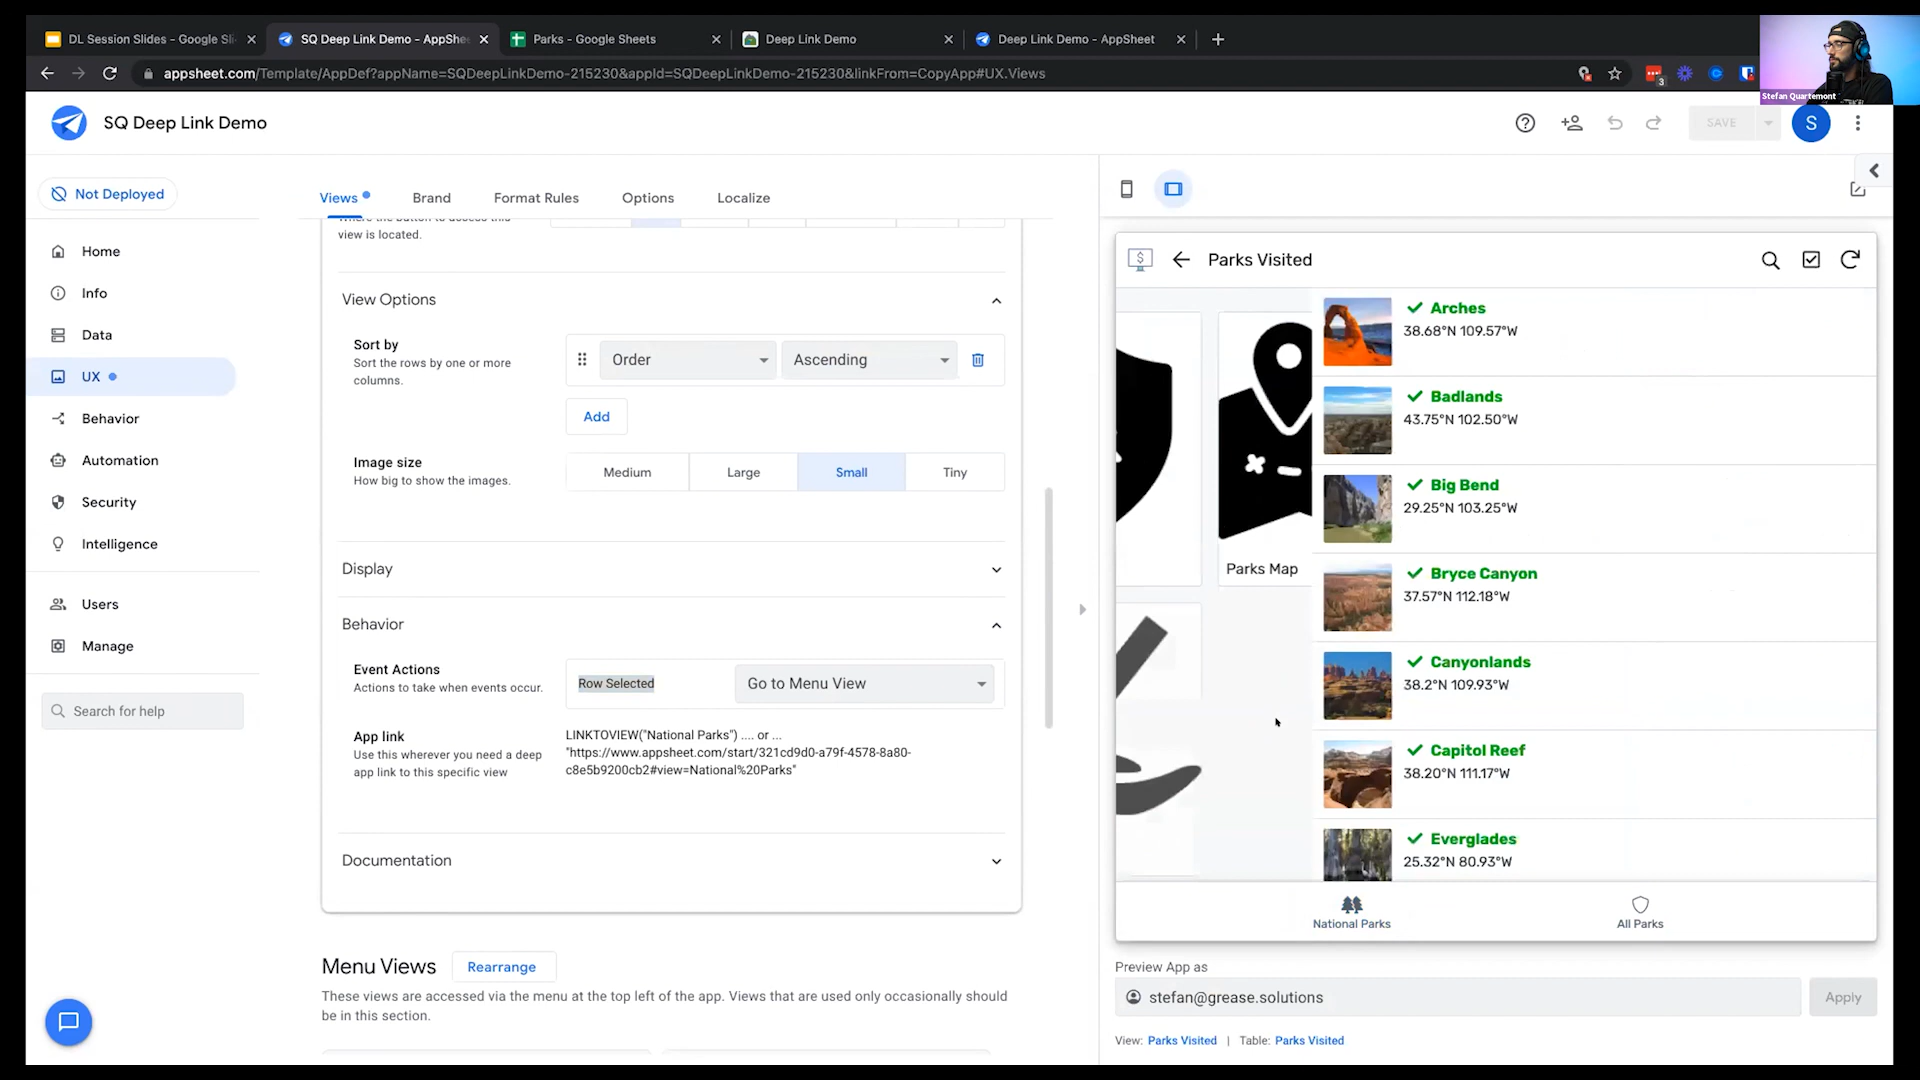 DL Session Slides - Google Sli
SQ Deep Link Demo - AppShe
Parks - Google Sheets
Deep Link Demo
Deep Link Demo - AppSheet
appsheet.com/Template/AppDef?appName=SQDeepLinkDemo-215230&appId=SQDeepLinkDemo-215230&linkFrom=CopyApp#UX.Views
3
Stefan Quartemont
SQ Deep Link Demo
SAVE
S
Not Deployed
Home
Info
Data
UX
Behavior
Automation
Security
Intelligence
Users
Manage
Search for help
Views
Brand
Format Rules
Options
Localize
Where the button to access this
view is located.
View Options
Sort by
Sort the rows by one or more
columns.
Order
Ascending
Add
Image size
How big to show the images.
Medium
Large
Small
Tiny
Display
Behavior
Event Actions
Actions to take when events occur.
Row Selected
Go to Menu View
App link
Use this wherever you need a deep
app link to this specific view
LINKTOVIEW("National Parks") .... or ...
"https://www.appsheet.com/start/321cd9d0-a79f-4578-8a80-
c8e5b9200cb2#view=National%20Parks"
Documentation
Menu Views
Rearrange
These views are accessed via the menu at the top left of the app. Views that are used only occasionally should
be in this section.
Parks Visited
Parks Map
Arches
38.68°N 109.57°W
Badlands
43.75°N 102.50°W
Big Bend
29.25°N 103.25°W
Bryce Canyon
37.57°N 112.18°W
Canyonlands
38.2°N 109.93°W
Capitol Reef
38.20°N 111.17°W
Everglades
25.32°N 80.93°W
National Parks
All Parks
Preview App as
stefan@grease.solutions
Apply
View: Parks Visited | Table: Parks Visited